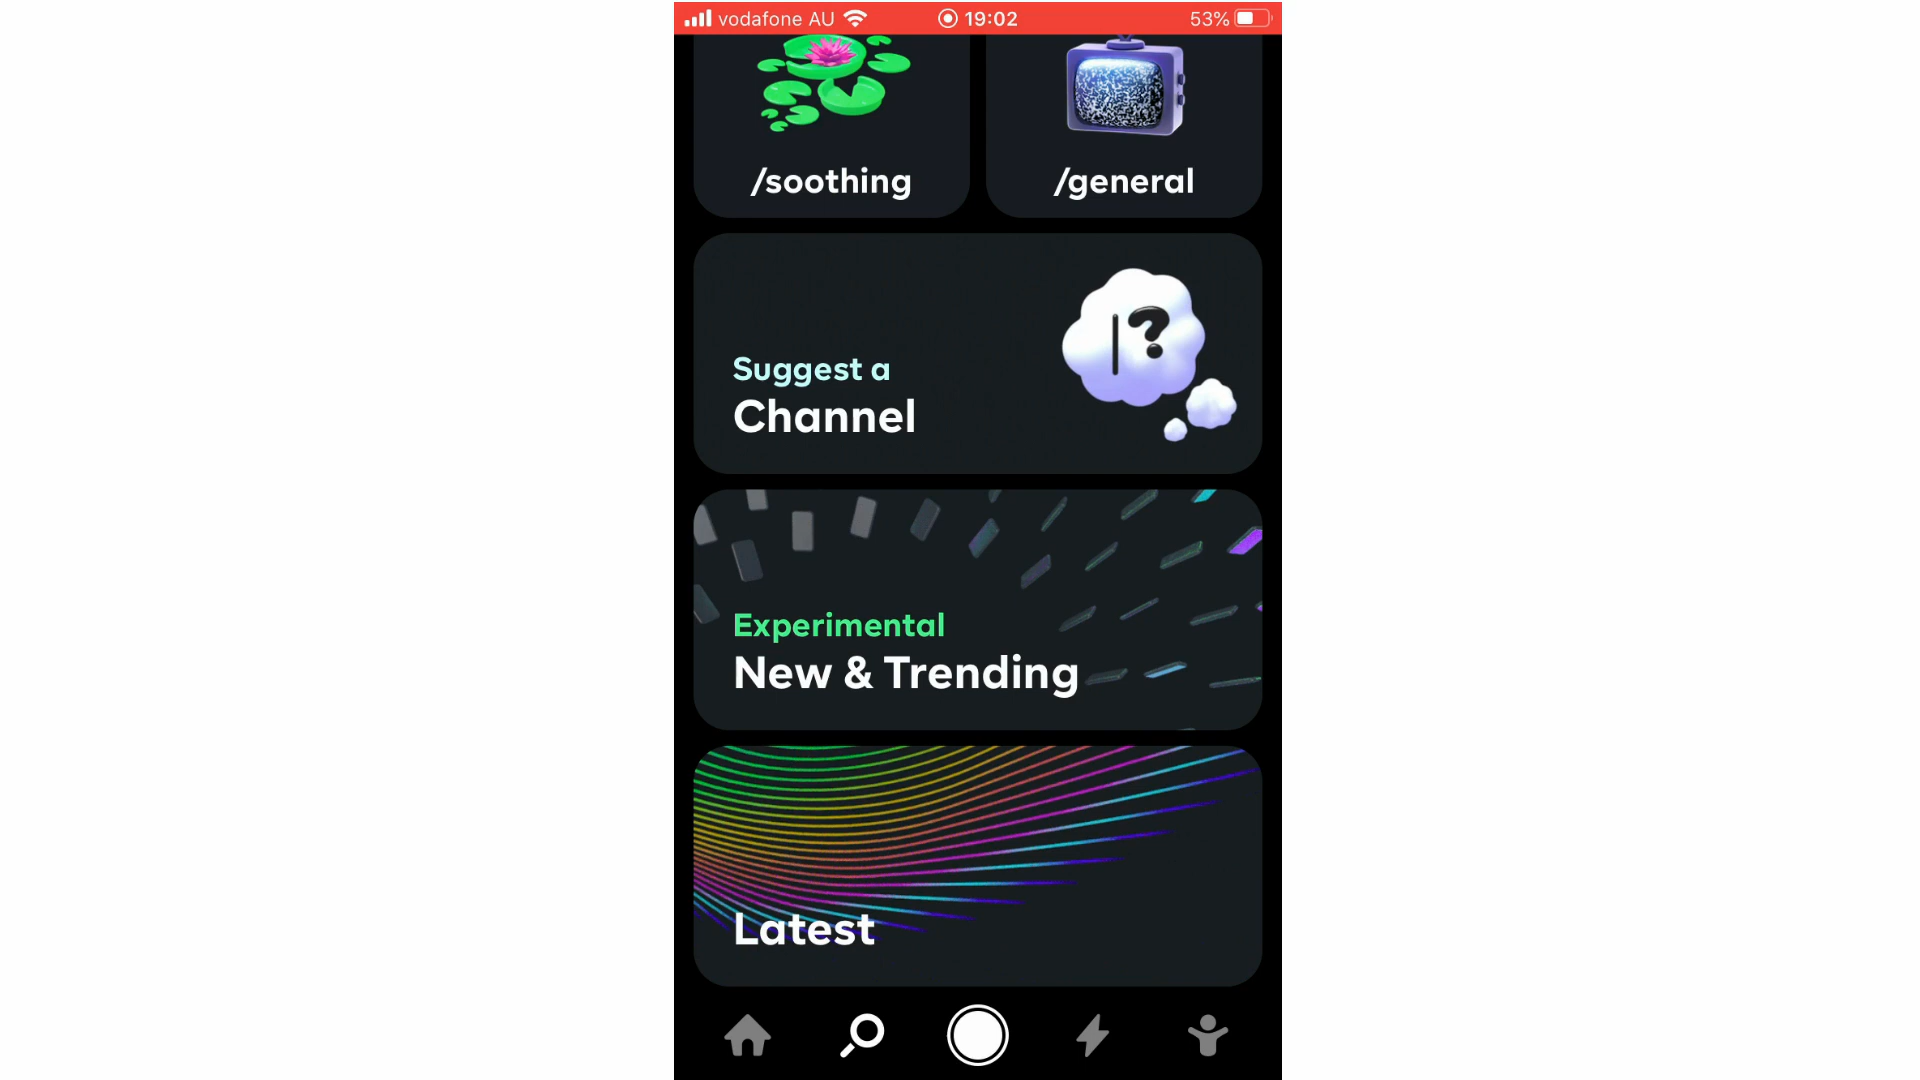 vodafone AU 19:02 53%
/soothing /general
|?
Suggest a
Channel
Experimental
New & Trending
Latest